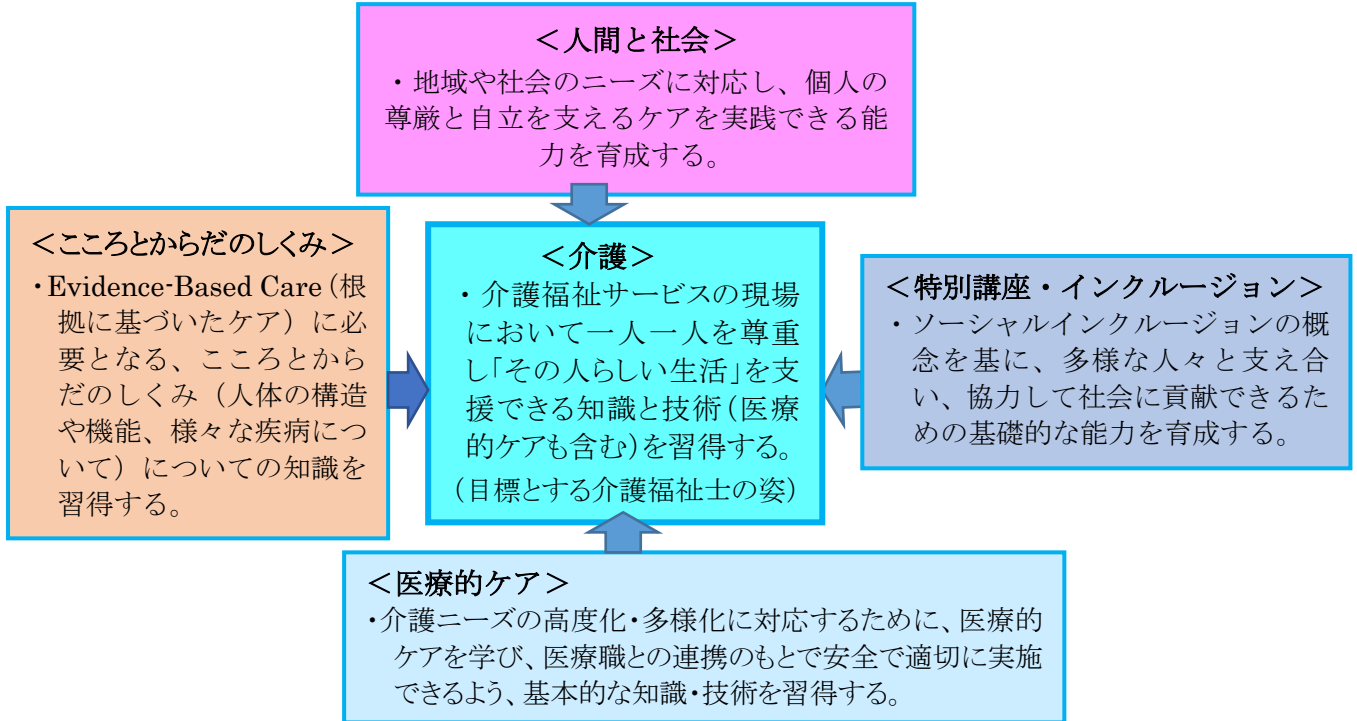 ＜人間と社会＞
・地域や社会のニーズに対応し、個人の
尊厳と自立を支えるケアを実践できる能
力を育成する。
＜こころとからだのしくみ＞
・Evidence-Based Care（根
拠に基づいたケア）に必
要となる、こころとから
だのしくみ（人体の構造
や機能、様々な疾病につ
いて）についての知識を
習得する。
＜介護＞
・介護福祉サービスの現場
において一人一人を尊重
し「その人らしい生活」を支
援できる知識と技術（医療
的ケアも含む）を習得する。
（目標とする介護福祉士の姿）
＜特別講座・インクルージョン＞
・ソーシャルインクルージョンの概
念を基に、多様な人々と支え合
い、協力して社会に貢献できるた
めの基礎的な能力を育成する。
＜医療的ケア＞
・介護ニーズの高度化・多様化に対応するために、医療的
ケアを学び、医療職との連携のもとで安全で適切に実施
できるよう、基本的な知識・技術を習得する。